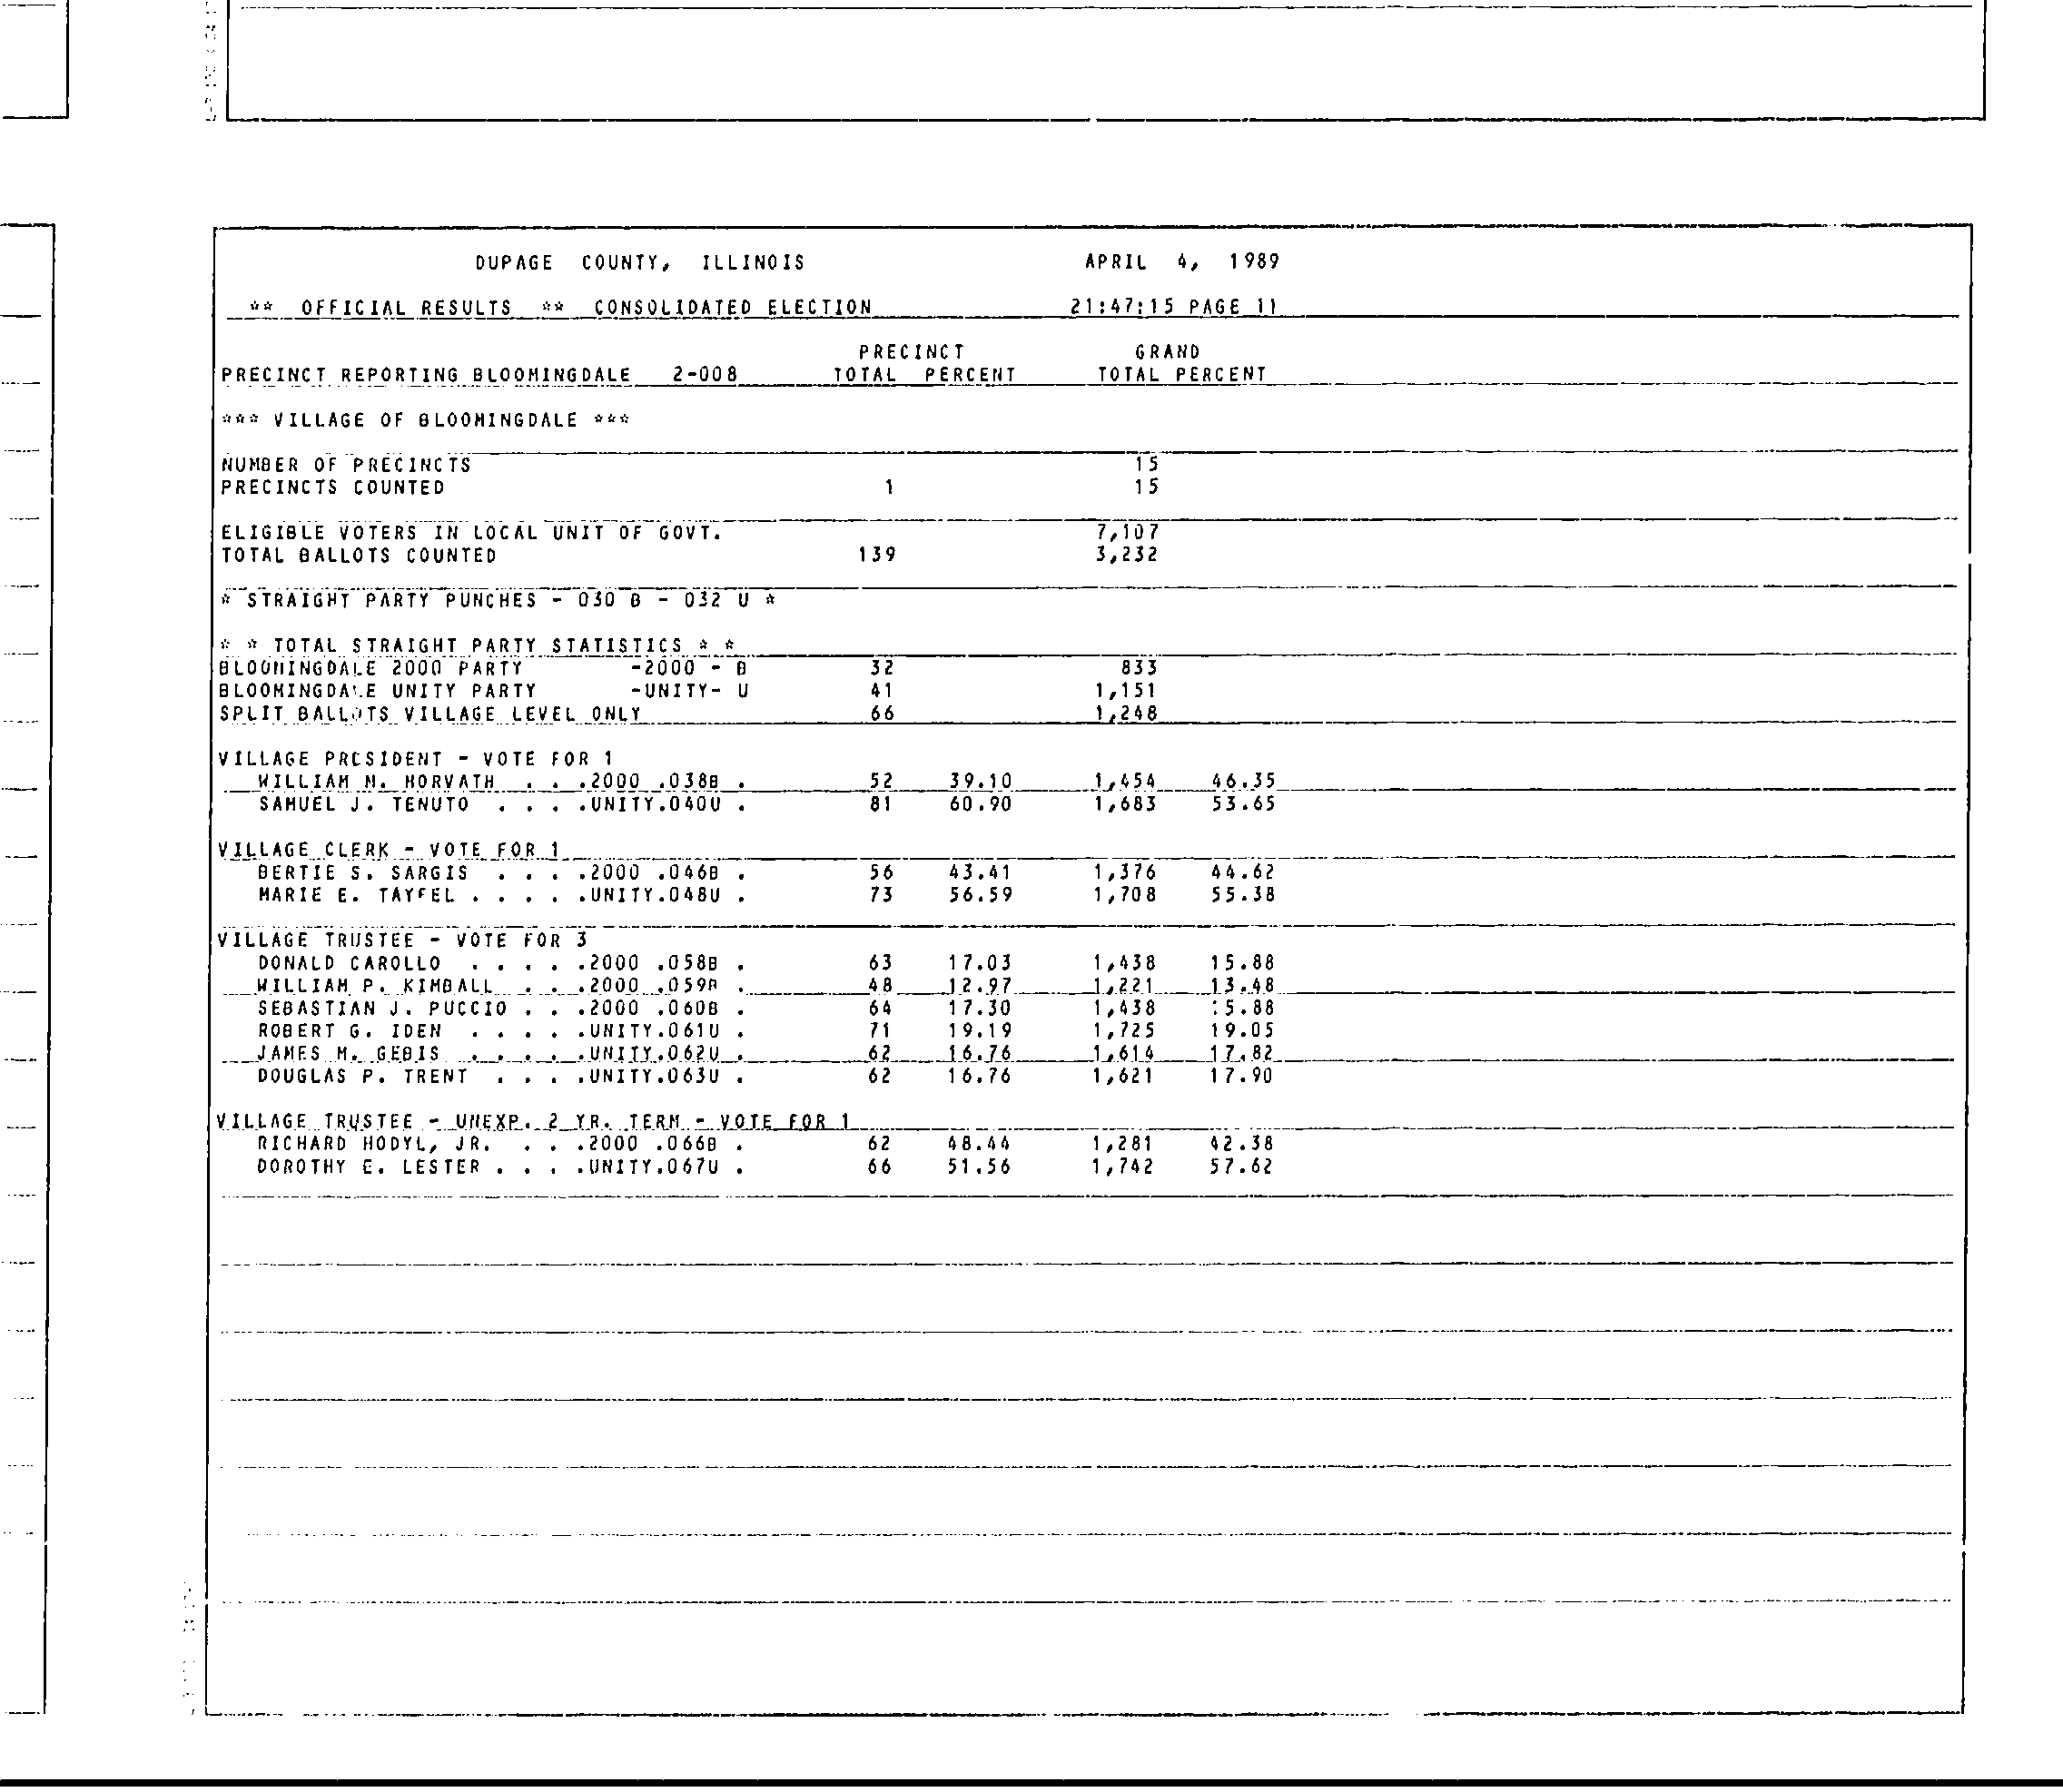 DUPAGE COUNTY, ILLINOIS APRIL 4, 1989
** OFFICIAL RESULTS ** CONSOLIDATED ELECTION 21:47:15 PAGE 11
PRECINCT GRAND
PRECINCT REPORTING BLOOMINGDALE 2-008 TOTAL PERCENT TOTAL PERCENT
*** VILLAGE OF BLOOMINGDALE ***
NUMBER OF PRECINCTS 15
PRECINCTS COUNTED 1 15
ELIGIBLE VOTERS IN LOCAL UNIT OF GOVT. 7,107
TOTAL BALLOTS COUNTED 139 3,232
* STRAIGHT PARTY PUNCHES - 030 B - 032 U *
* * TOTAL STRAIGHT PARTY STATISTICS * *
BLOOMINGDALE 2000 PARTY -2000 - B 32 833
BLOOMINGDALE UNITY PARTY -UNITY- U 41 1,151
SPLIT BALLOTS VILLAGE LEVEL ONLY 66 1,248
VILLAGE PRESIDENT - VOTE FOR 1
WILLIAM M. HORVATH . . .2000 .038B . 52 39.10 1,454 46.35
SAMUEL J. TENUTO . . . .UNITY.040U . 81 60.90 1,683 53.65
VILLAGE CLERK - VOTE FOR 1
BERTIE S. SARGIS . . . .2000 .046B . 56 43.41 1,376 44.62
MARIE E. TAYFEL . . . . .UNITY.048U . 73 56.59 1,708 55.38
VILLAGE TRUSTEE - VOTE FOR 3
DONALD CAROLLO . . . . .2000 .058B . 63 17.03 1,438 15.88
WILLIAM P. KIMBALL . . .2000 .059B . 48 12.97 1,221 13.48
SEBASTIAN J. PUCCIO . . .2000 .060B . 64 17.30 1,438 15.88
ROBERT G. IDEN . . . . .UNITY.061U . 71 19.19 1,725 19.05
JAMES M. GEBIS . . . . .UNITY.062U . 62 16.76 1,614 17.82
DOUGLAS P. TRENT . . . .UNITY.063U . 62 16.76 1,621 17.90
VILLAGE TRUSTEE - UNEXP. 2 YR. TERM - VOTE FOR 1
RICHARD HODYL, JR. . . .2000 .066B . 62 48.44 1,281 42.38
DOROTHY E. LESTER . . . .UNITY.067U . 66 51.56 1,742 57.62